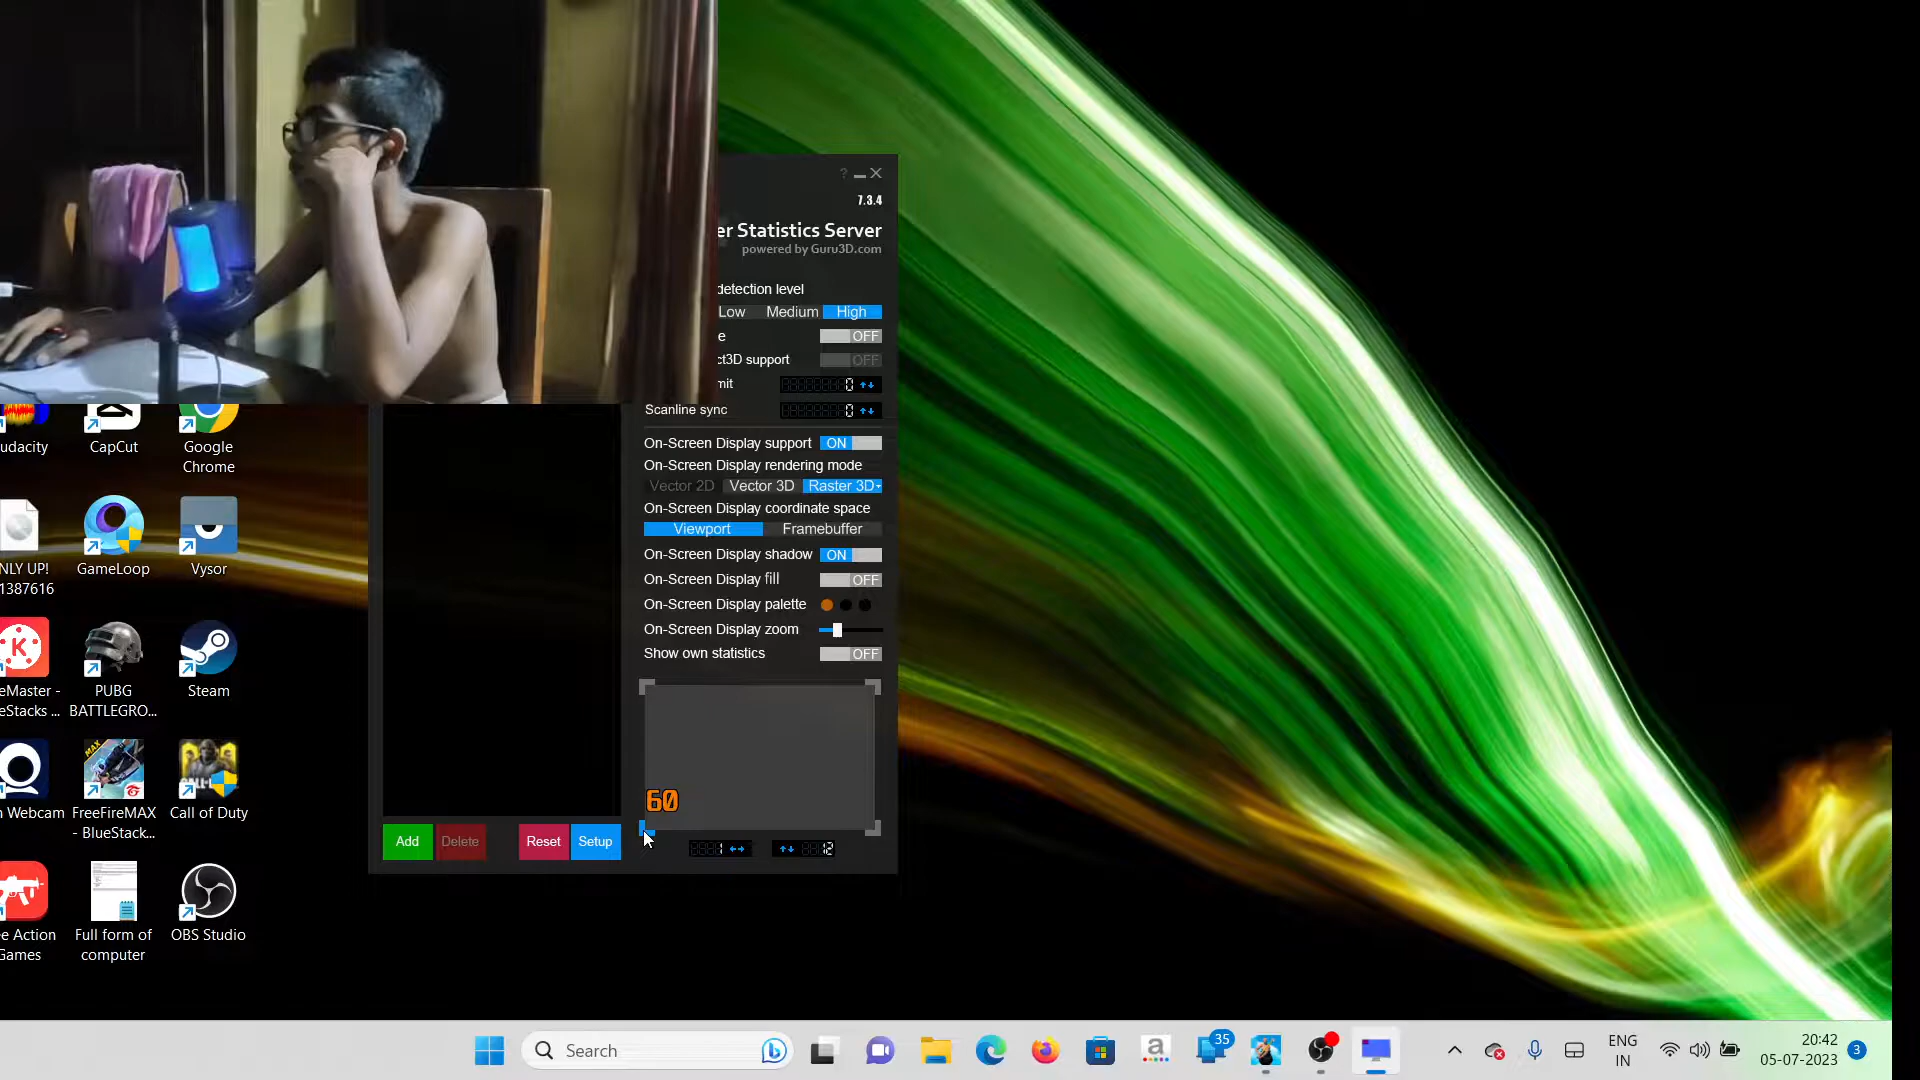 7.3.4
er Statistics Server
powered by Guru3D.com
detection level
Low Medium High
e OFF
ct3D support OFF
mit 0
Scanline sync 0
On-Screen Display support ON
On-Screen Display rendering mode
Vector 2D Vector 3D Raster 3D
On-Screen Display coordinate space
Viewport Framebuffer
On-Screen Display shadow ON
On-Screen Display fill OFF
On-Screen Display palette
On-Screen Display zoom
Show own statistics OFF
60
1 12
Add Delete Reset Setup
udacity
CapCut
Google
Chrome
NLY UP!
1387616
GameLoop
Vysor
eMaster -
eStacks ...
PUBG
BATTLEGRO...
Steam
n Webcam
MAX
FreeFireMAX
- BlueStack...
Call of Duty
e Action
Games
Full form of
computer
OBS Studio
Search
35
ENG
IN
20:42
05-07-2023
3